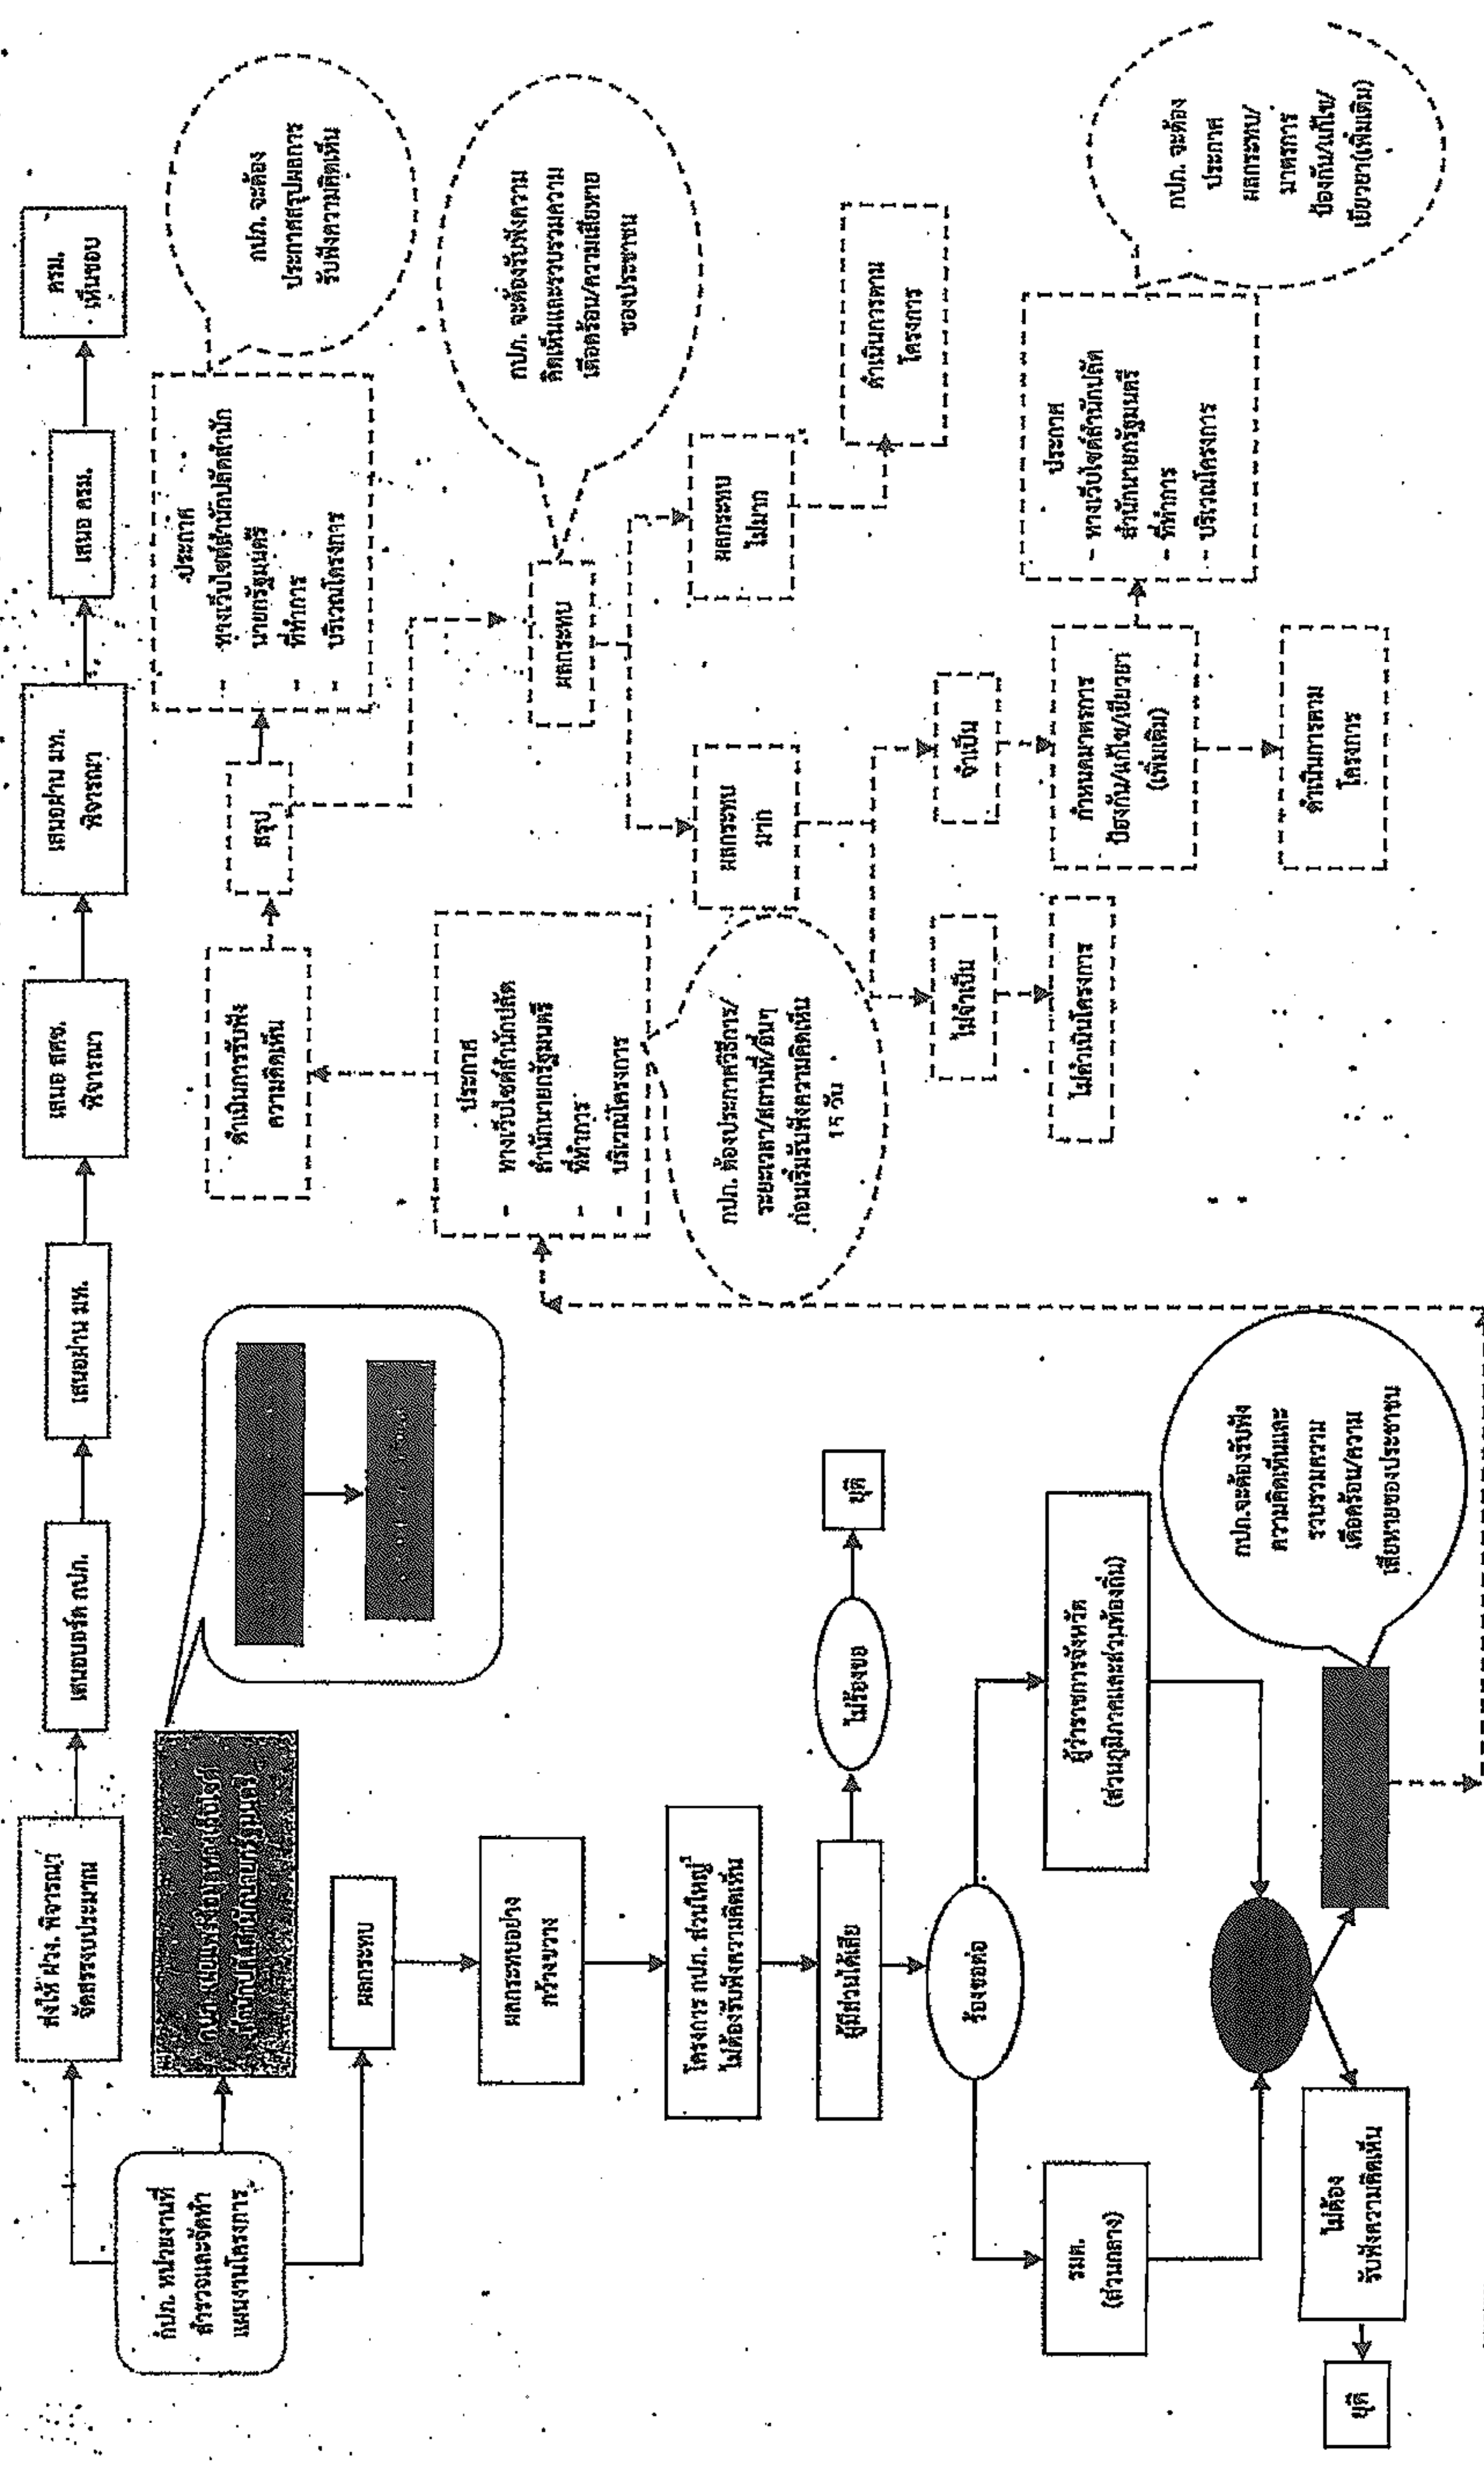 ส่งให้ ฝวง. พิจารณา
จัดสรรงบประมาณ
เสนอบอร์ด กปภ.
เสนอผ่าน มท.
เสนอ สศช.
พิจารณา
เสนอผ่าน มท.
พิจารณา
เสนอ ครม.
ครม.
เห็นชอบ
กปภ. หน่วยงานที่
สำรวจและจัดทำ
แผนงานโครงการ
กปภ. เผยแพร่ข้อมูลทางเว็บไซต์
สำนักปลัดสำนักนายกรัฐมนตรี
ผลกระทบ
ผลกระทบอย่าง
กว้างขวาง
โครงการ กปภ. ส่วนใหญ่
ไม่ต้องรับฟังความคิดเห็น
ผู้มีส่วนได้เสีย
ไม่ร้องขอ
ยุติ
ร้องขอต่อ
รมต.
(ส่วนกลาง)
ผู้ว่าราชการจังหวัด
(ส่วนภูมิภาคและส่วนท้องถิ่น)
ไม่ต้อง
รับฟังความคิดเห็น
ยุติ
กปภ.จะต้องรับฟัง
ความคิดเห็นและ
รวบรวมความ
เดือดร้อน/ความ
เสียหายของประชาชน
ประกาศ
- ทางเว็บไซต์สำนักปลัด
สำนักนายกรัฐมนตรี
- ที่ทำการ
- บริเวณโครงการ
กปภ. ต้องประกาศวิธีการ/
ระยะเวลา/สถานที่/อื่นๆ
ก่อนเริ่มรับฟังความคิดเห็น
15 วัน
ดำเนินการรับฟัง
ความคิดเห็น
สรุป
ประกาศ
- ทางเว็บไซต์สำนักปลัดสำนัก
นายกรัฐมนตรี
- ที่ทำการ
- บริเวณโครงการ
กปภ. จะต้อง
ประกาศสรุปผลการ
รับฟังความคิดเห็น
ผลกระทบ
กปภ. จะต้องรับฟังความ
คิดเห็นและรวบรวมความ
เดือดร้อน/ความเสียหาย
ของประชาชน
ผลกระทบ
มาก
ผลกระทบ
ไม่มาก
ดำเนินการตาม
โครงการ
ไม่จำเป็น
จำเป็น
ไม่ดำเนินโครงการ
กำหนดมาตรการ
ป้องกัน/แก้ไข/เยียวยา
(เพิ่มเติม)
ดำเนินการตาม
โครงการ
ประกาศ
- ทางเว็บไซต์สำนักปลัด
สำนักนายกรัฐมนตรี
- ที่ทำการ
- บริเวณโครงการ
กปภ. จะต้อง
ประกาศ
ผลกระทบ/
มาตรการ
ป้องกัน/แก้ไข/
เยียวยา(เพิ่มเติม)